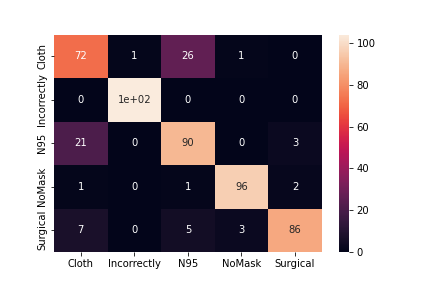 Cloth 72 1 26 1 0
Incorrectly 0 1e+02 0 0 0
N95 21 0 90 0 3
NoMask 1 0 1 96 2
Surgical 7 0 5 3 86
Cloth Incorrectly N95 NoMask Surgical
100
80
60
40
20
0